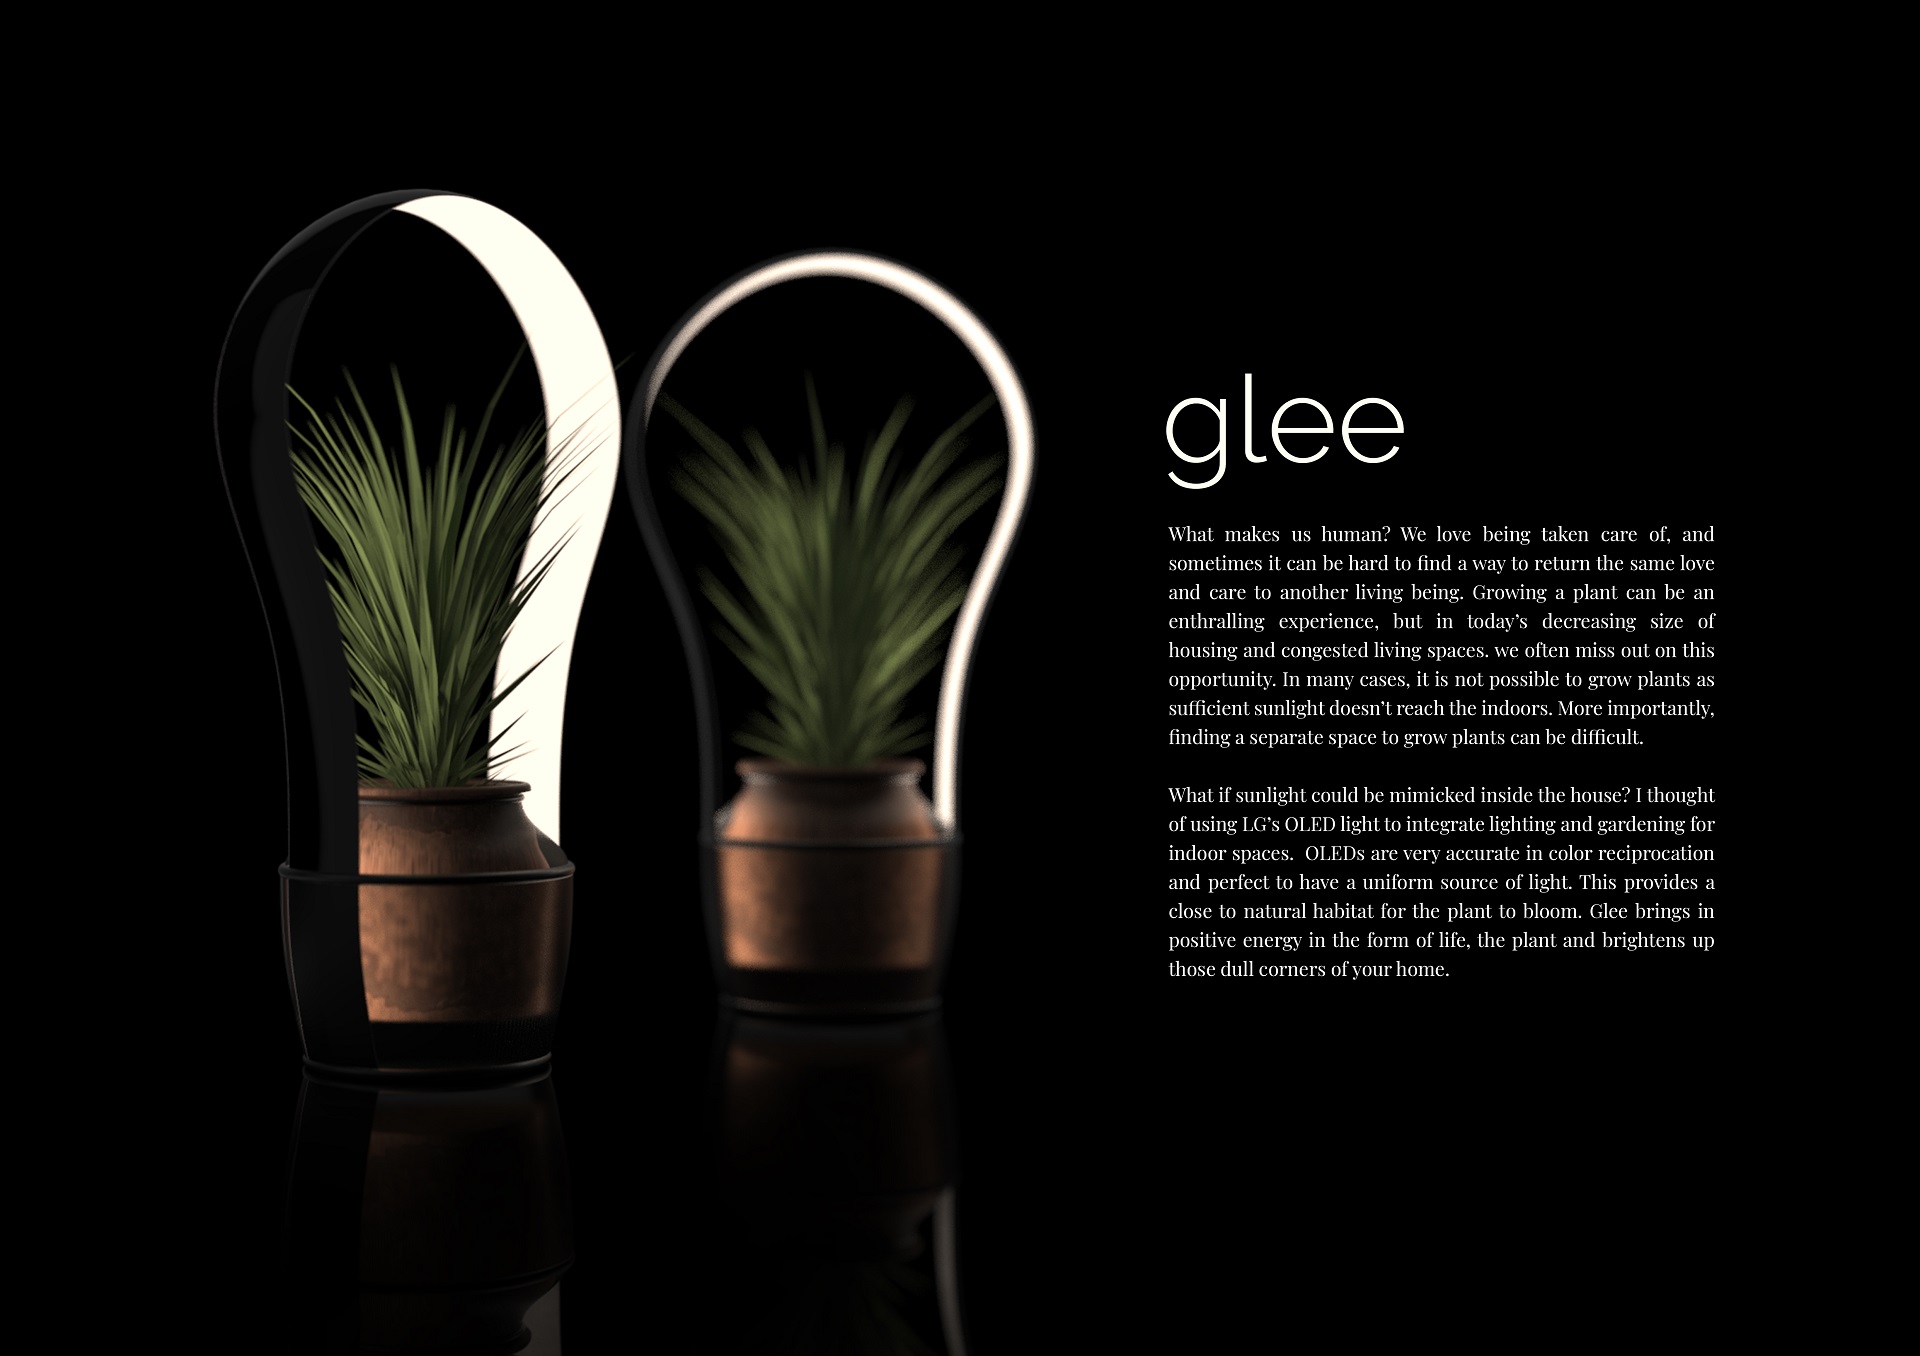 glee
What makes us human? We love being taken care of, and
sometimes it can be hard to find a way to return the same love
and care to another living being. Growing a plant can be an
enthralling experience, but in today’s decreasing size of
housing and congested living spaces. we often miss out on this
opportunity. In many cases, it is not possible to grow plants as
sufficient sunlight doesn’t reach the indoors. More importantly,
finding a separate space to grow plants can be difficult.
What if sunlight could be mimicked inside the house? I thought
of using LG’s OLED light to integrate lighting and gardening for
indoor spaces.  OLEDs are very accurate in color reciprocation
and perfect to have a uniform source of light. This provides a
close to natural habitat for the plant to bloom. Glee brings in
positive energy in the form of life, the plant and brightens up
those dull corners of your home.